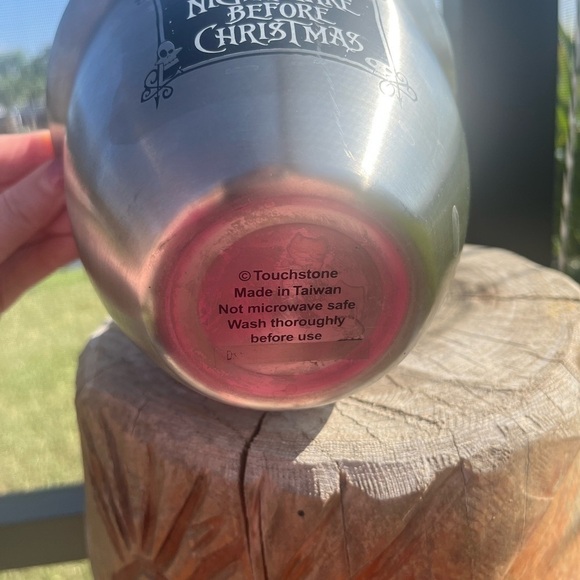 BEFORE
CHRISTMAS
© Touchstone
Made in Taiwan
Not microwave safe
Wash thoroughly
before use